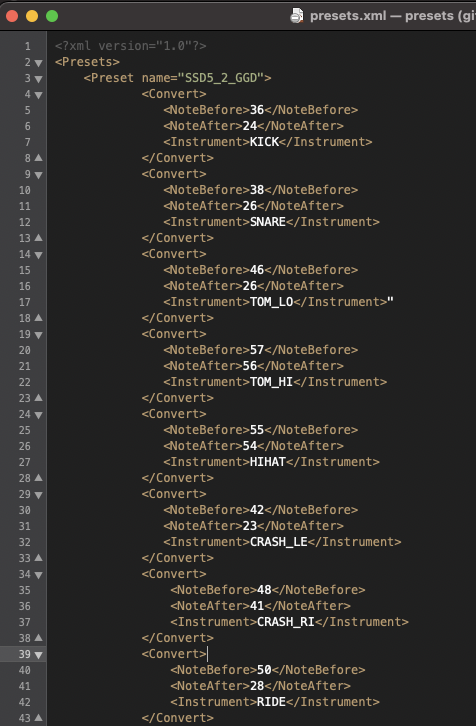 presets.xml — presets (gi
1 <?xml version="1.0"?>
2 <Presets>
3 <Preset name="SSD5_2_GGD">
4 <Convert>
5 <NoteBefore>36</NoteBefore>
6 <NoteAfter>24</NoteAfter>
7 <Instrument>KICK</Instrument>
8 </Convert>
9 <Convert>
10 <NoteBefore>38</NoteBefore>
11 <NoteAfter>26</NoteAfter>
12 <Instrument>SNARE</Instrument>
13 </Convert>
14 <Convert>
15 <NoteBefore>46</NoteBefore>
16 <NoteAfter>26</NoteAfter>
17 <Instrument>TOM_LO</Instrument>"
18 </Convert>
19 <Convert>
20 <NoteBefore>57</NoteBefore>
21 <NoteAfter>56</NoteAfter>
22 <Instrument>TOM_HI</Instrument>
23 </Convert>
24 <Convert>
25 <NoteBefore>55</NoteBefore>
26 <NoteAfter>54</NoteAfter>
27 <Instrument>HIHAT</Instrument>
28 </Convert>
29 <Convert>
30 <NoteBefore>42</NoteBefore>
31 <NoteAfter>23</NoteAfter>
32 <Instrument>CRASH_LE</Instrument>
33 </Convert>
34 <Convert>
35 <NoteBefore>48</NoteBefore>
36 <NoteAfter>41</NoteAfter>
37 <Instrument>CRASH_RI</Instrument>
38 </Convert>
39 <Convert>
40 <NoteBefore>50</NoteBefore>
41 <NoteAfter>28</NoteAfter>
42 <Instrument>RIDE</Instrument>
43 </Convert>